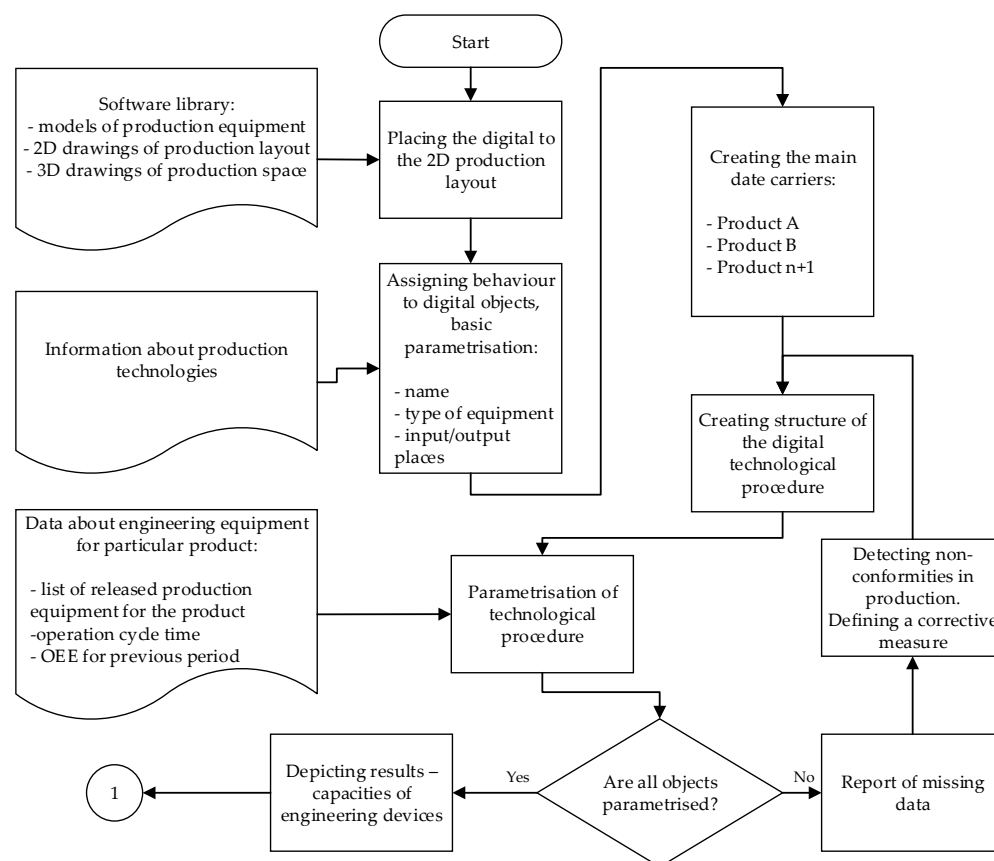 Start
Software library:
- models of production equipment
- 2D drawings of production layout
- 3D drawings of production space
Placing the digital to
the 2D production
layout
Creating the main
date carriers:
- Product A
- Product B
- Product n+1
Information about production
technologies
Assigning behaviour
to digital objects,
basic
parametrisation:
- name
- type of equipment
- input/output
places
Creating structure of
the digital
technological
procedure
Data about engineering equipment
for particular product:
- list of released production
equipment for the product
-operation cycle time
- OEE for previous period
Parametrisation of
technological
procedure
Detecting non-
conformities in
production.
Defining a corrective
measure
1
Depicting results –
capacities of
engineering devices
Yes
Are all objects
parametrised?
No
Report of missing
data